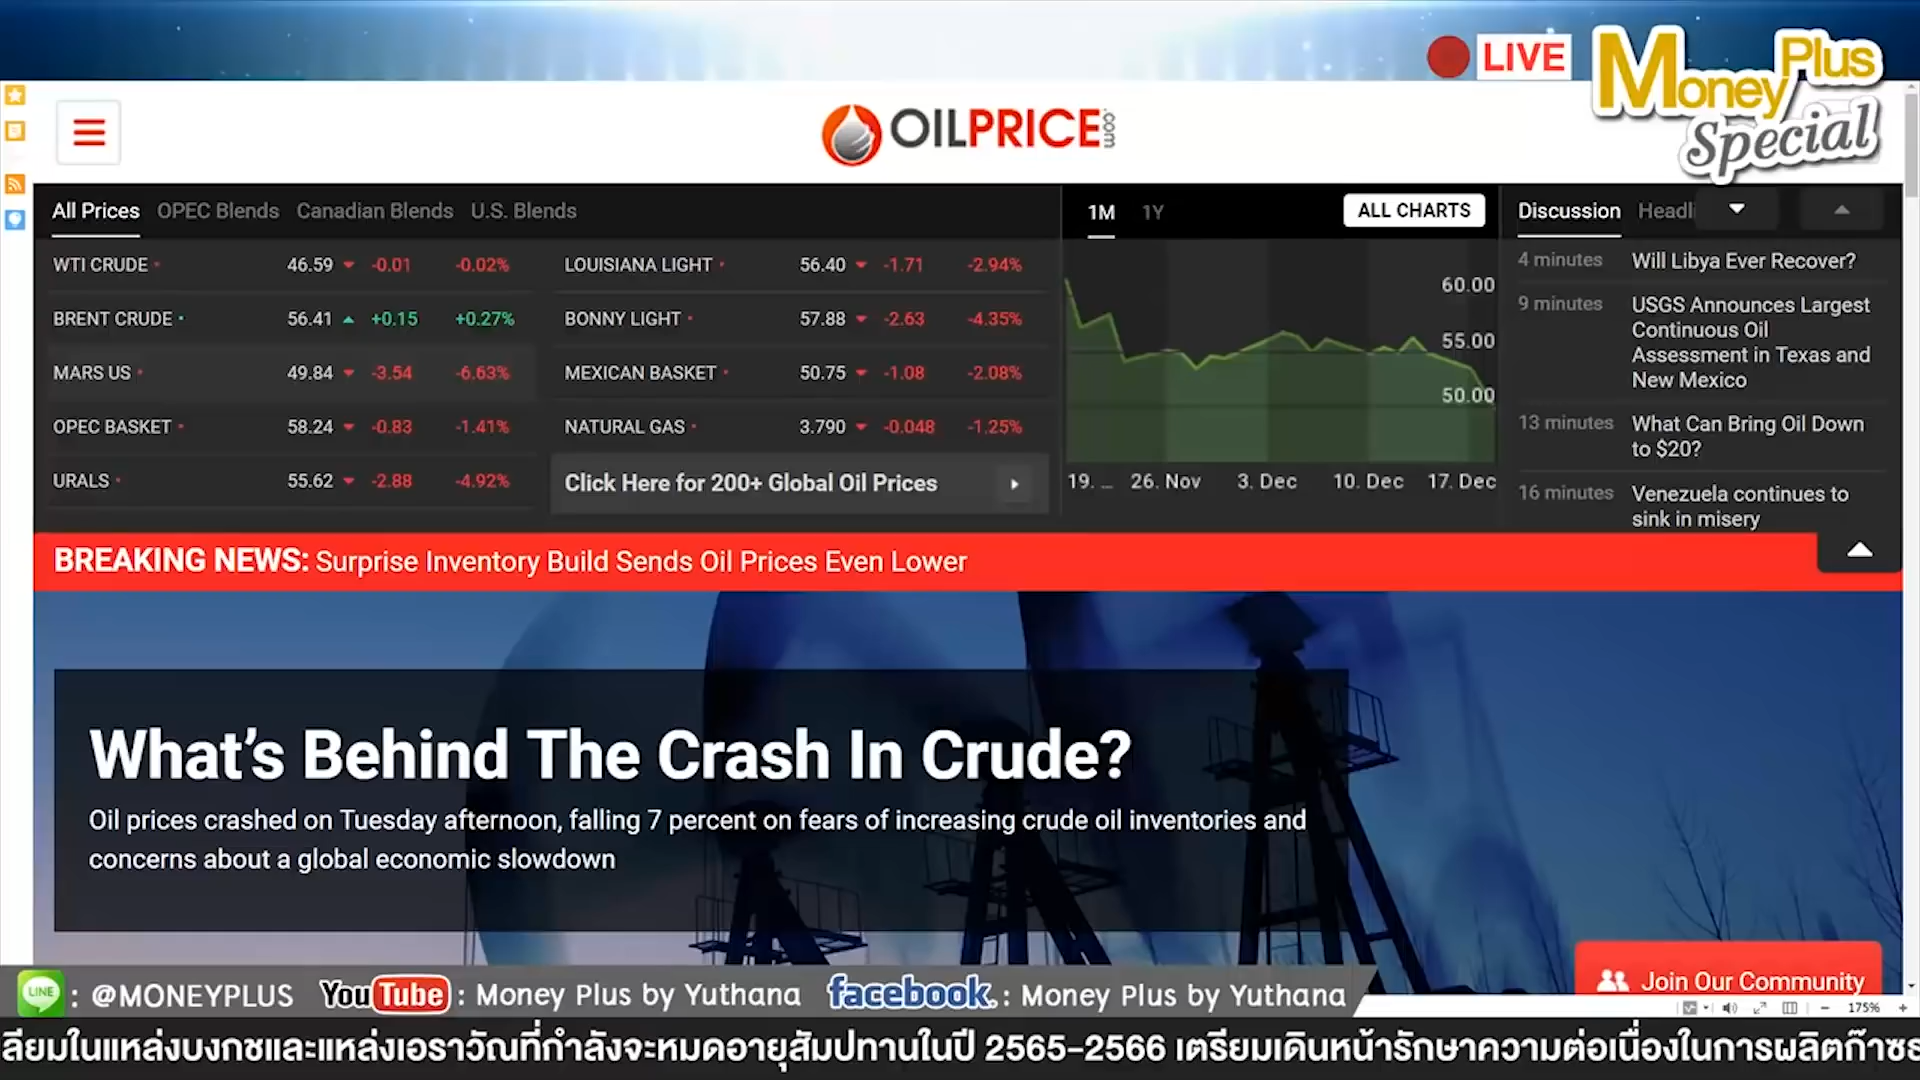 LIVE
Money Plus
Special
OILPRICE.com
All Prices OPEC Blends Canadian Blends U.S. Blends
WTI CRUDE 46.59 -0.01 -0.02%
BRENT CRUDE 56.41 +0.15 +0.27%
MARS US 49.84 -3.54 -6.63%
OPEC BASKET 58.24 -0.83 -1.41%
URALS 55.62 -2.88 -4.92%
LOUISIANA LIGHT 56.40 -1.71 -2.94%
BONNY LIGHT 57.88 -2.63 -4.35%
MEXICAN BASKET 50.75 -1.08 -2.08%
NATURAL GAS 3.790 -0.048 -1.25%
Click Here for 200+ Global Oil Prices
1M 1Y ALL CHARTS
60.00
55.00
50.00
19. ... 26. Nov 3. Dec 10. Dec 17. Dec
Discussion Headli
4 minutes Will Libya Ever Recover?
9 minutes USGS Announces Largest
Continuous Oil
Assessment in Texas and
New Mexico
13 minutes What Can Bring Oil Down
to $20?
16 minutes Venezuela continues to
sink in misery
BREAKING NEWS: Surprise Inventory Build Sends Oil Prices Even Lower
What's Behind The Crash In Crude?
Oil prices crashed on Tuesday afternoon, falling 7 percent on fears of increasing crude oil inventories and
concerns about a global economic slowdown
Join Our Community
LINE : @MONEYPLUS YouTube : Money Plus by Yuthana facebook. : Money Plus by Yuthana
175%
ลียมในแหล่งบงกชและแหล่งเอราวัณที่กำลังจะหมดอายุสัมปทานในปี 2565-2566 เตรียมเดินหน้ารักษาความต่อเนื่องในการผลิตก๊าซธ